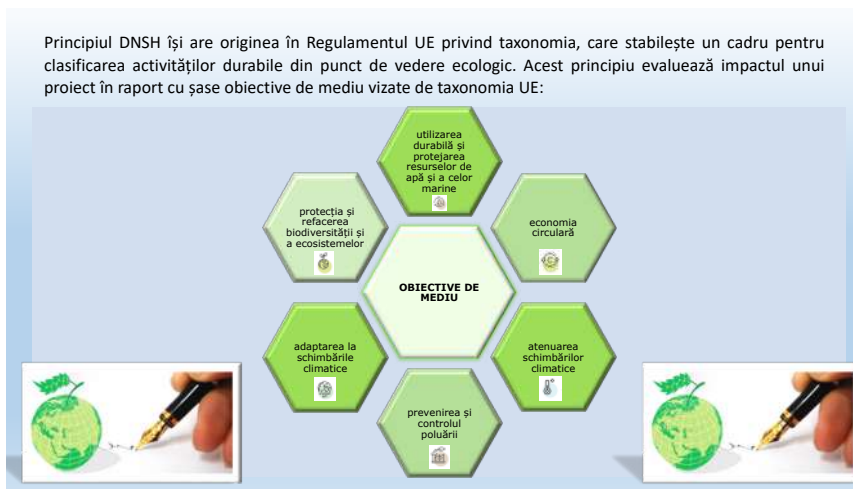 Principiul DNSH își are originea în Regulamentul UE privind taxonomia, care stabilește un cadru pentru
clasificarea activităților durabile din punct de vedere ecologic. Acest principiu evaluează impactul unui
proiect în raport cu șase obiective de mediu vizate de taxonomia UE:
utilizarea
durabilă și
protejarea
resurselor de
apă și a celor
marine
protecția și
refacerea
biodiversității și
a ecosistemelor
economia
circulară
OBIECTIVE DE
MEDIU
adaptarea la
schimbările
climatice
atenuarea
schimbărilor
climatice
prevenirea și
controlul
poluării